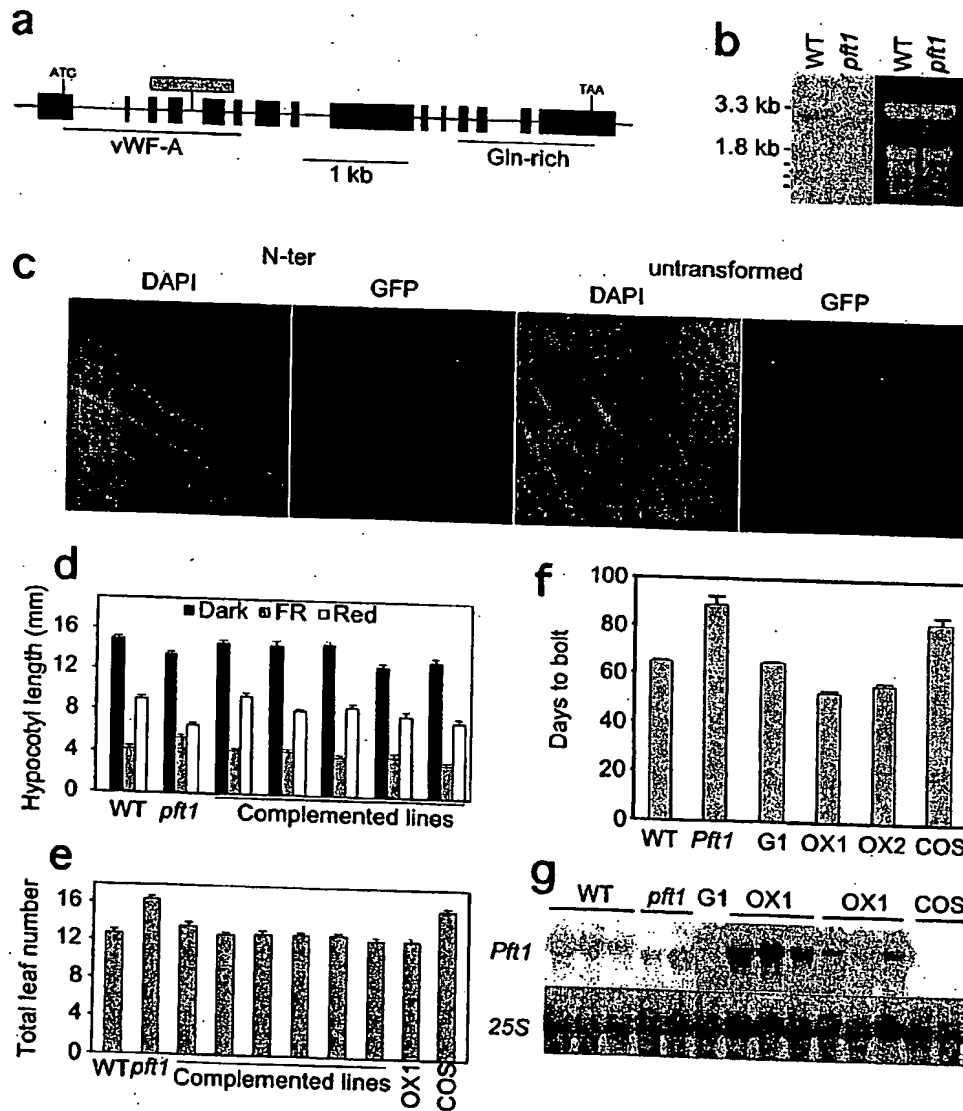 a
ATG
TAA
vWF-A
1 kb
Gln-rich
b
WT pft1 WT pft1
3.3 kb
1.8 kb
c
N-ter
untransformed
DAPI GFP DAPI GFP
d
Hypocotyl length (mm)
Dark FR Red
16
12
8
4
0
WT pft1 Complemented lines
e
Total leaf number
16
12
8
4
0
WT pft1 Complemented lines OX1 COS
f
Days to bolt
100
80
60
40
20
0
WT Pft1 G1 OX1 OX2 COS
g
WT pft1 G1 OX1 OX1 COS
Pft1
25S